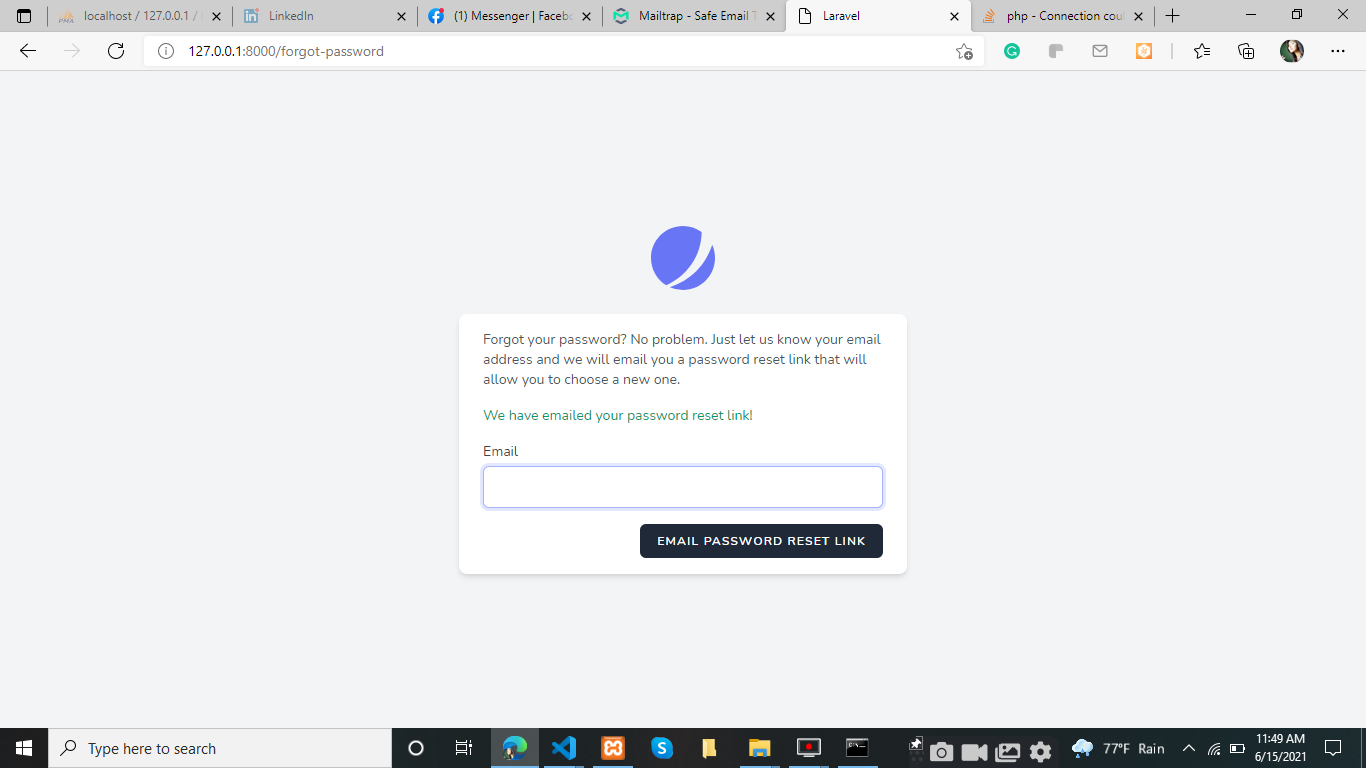 localhost / 127.0.0.1 /
LinkedIn
(1) Messenger | Facebo
Mailtrap - Safe Email T
Laravel
php - Connection cou
127.0.0.1:8000/forgot-password
Forgot your password? No problem. Just let us know your email
address and we will email you a password reset link that will
allow you to choose a new one.
We have emailed your password reset link!
Email
EMAIL PASSWORD RESET LINK
Type here to search
77°F Rain
11:49 AM
6/15/2021